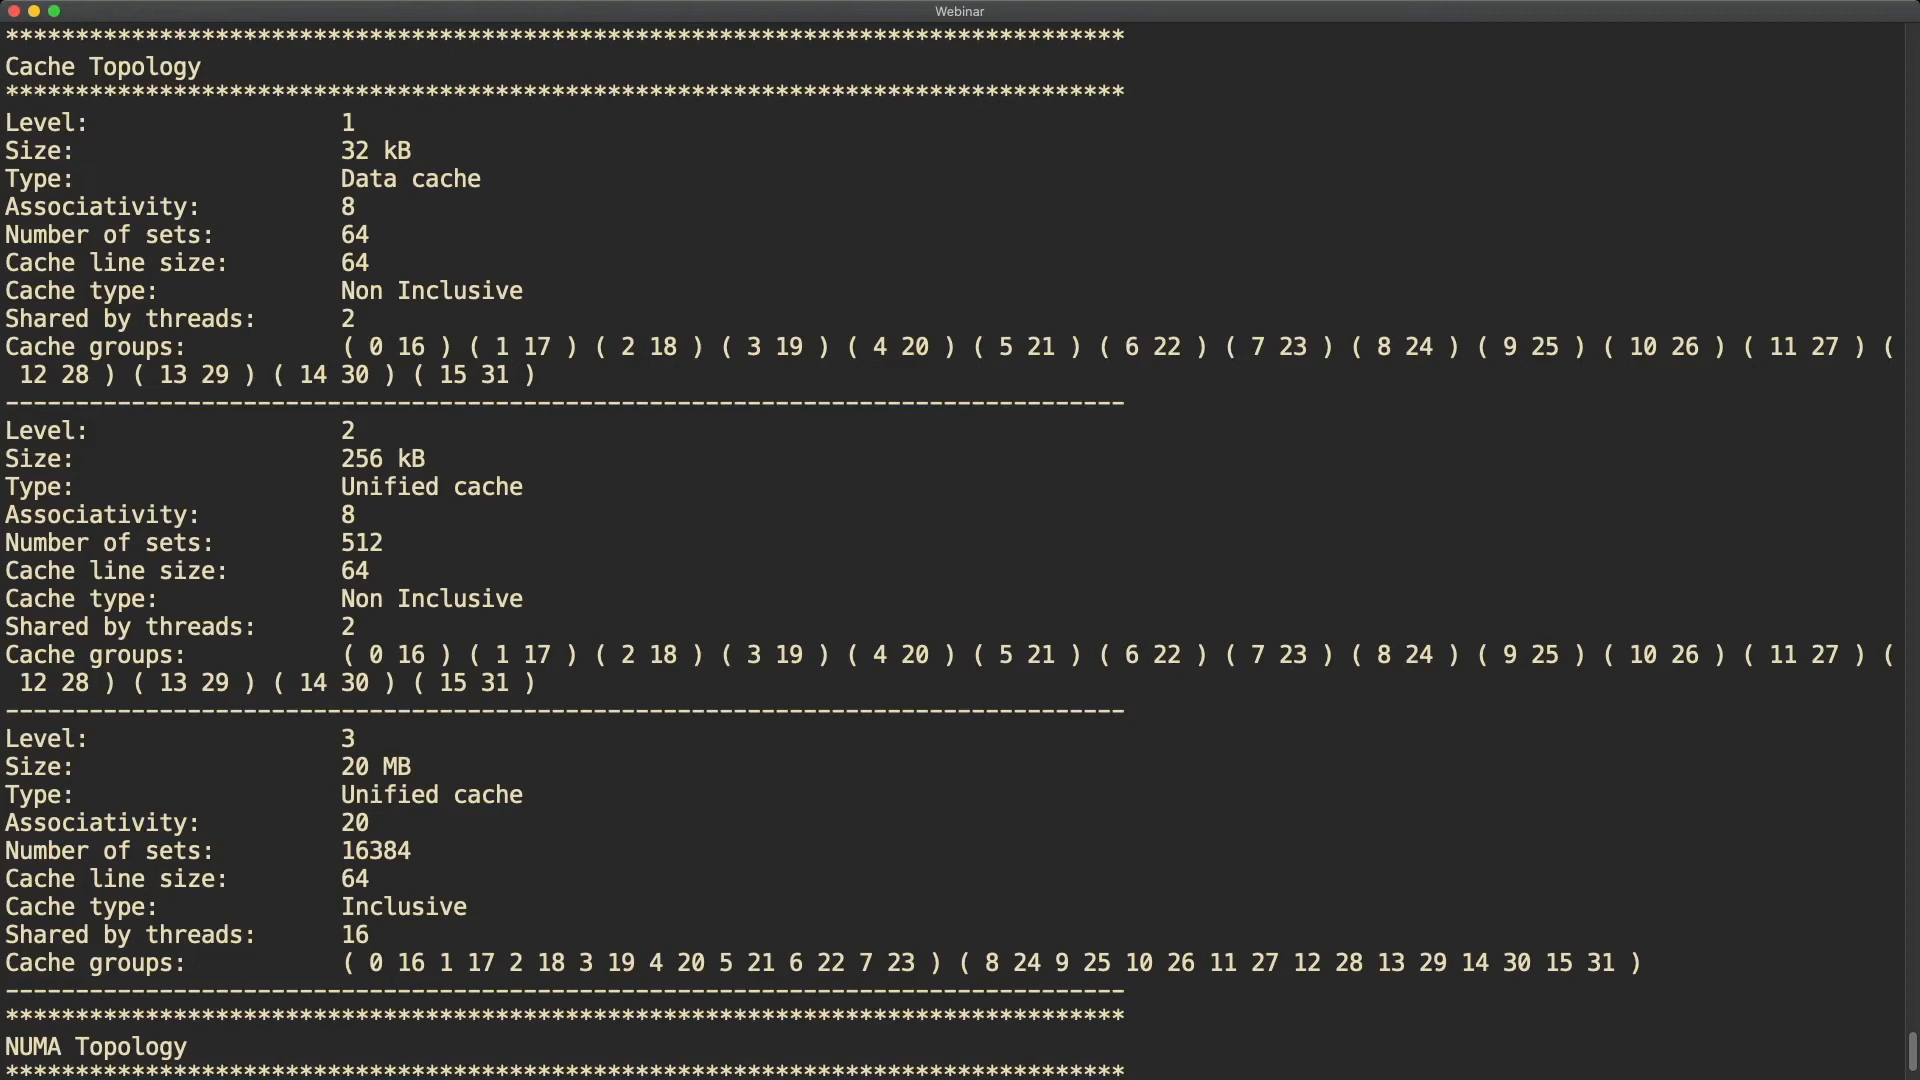 Webinar
********************************************************************************
Cache Topology
********************************************************************************
Level:                  1
Size:                   32 kB
Type:                   Data cache
Associativity:          8
Number of sets:         64
Cache line size:        64
Cache type:             Non Inclusive
Shared by threads:      2
Cache groups:           ( 0 16 ) ( 1 17 ) ( 2 18 ) ( 3 19 ) ( 4 20 ) ( 5 21 ) ( 6 22 ) ( 7 23 ) ( 8 24 ) ( 9 25 ) ( 10 26 ) ( 11 27 ) (
 12 28 ) ( 13 29 ) ( 14 30 ) ( 15 31 )
--------------------------------------------------------------------------------
Level:                  2
Size:                   256 kB
Type:                   Unified cache
Associativity:          8
Number of sets:         512
Cache line size:        64
Cache type:             Non Inclusive
Shared by threads:      2
Cache groups:           ( 0 16 ) ( 1 17 ) ( 2 18 ) ( 3 19 ) ( 4 20 ) ( 5 21 ) ( 6 22 ) ( 7 23 ) ( 8 24 ) ( 9 25 ) ( 10 26 ) ( 11 27 ) (
 12 28 ) ( 13 29 ) ( 14 30 ) ( 15 31 )
--------------------------------------------------------------------------------
Level:                  3
Size:                   20 MB
Type:                   Unified cache
Associativity:          20
Number of sets:         16384
Cache line size:        64
Cache type:             Inclusive
Shared by threads:      16
Cache groups:           ( 0 16 1 17 2 18 3 19 4 20 5 21 6 22 7 23 ) ( 8 24 9 25 10 26 11 27 12 28 13 29 14 30 15 31 )
--------------------------------------------------------------------------------
********************************************************************************
NUMA Topology
********************************************************************************